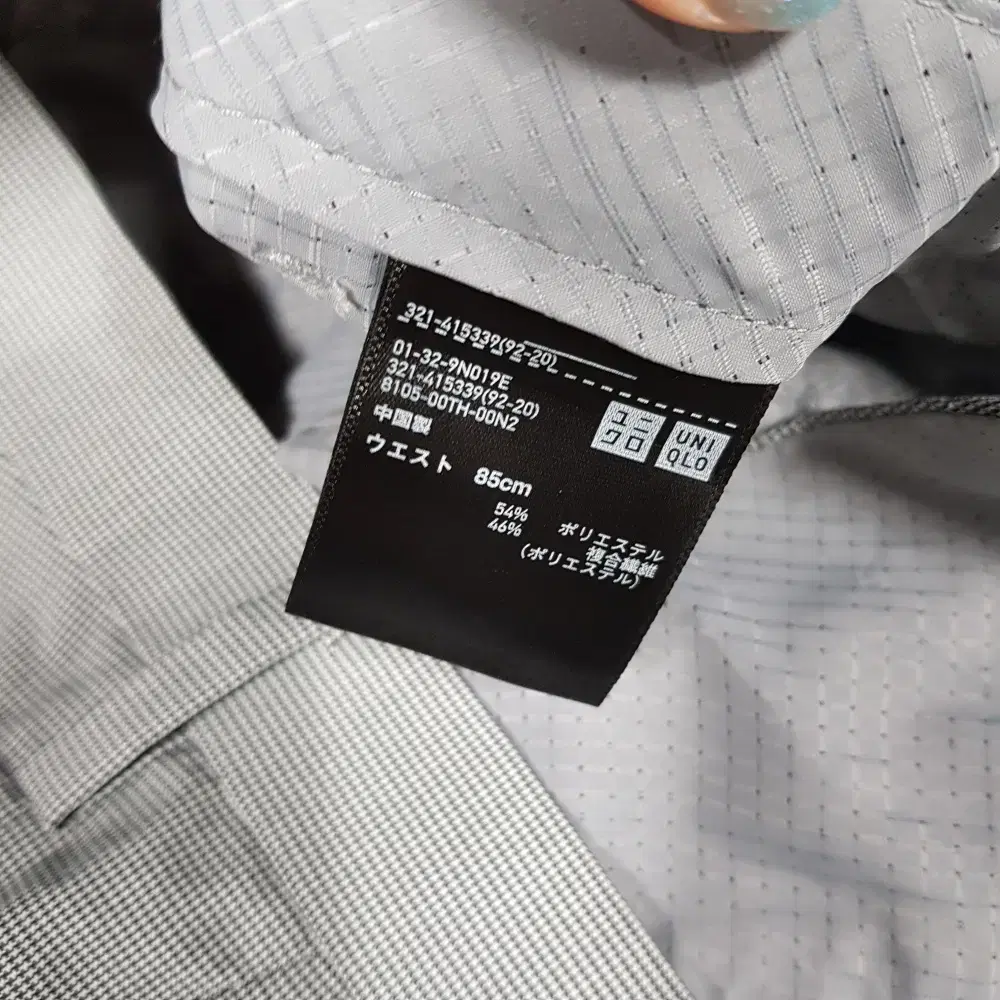 321-415339(92-20)
01-32-9N019E
321-415339(92-20)
8105-00TH-00N2
中国製
ユニ
クロ
UNI
QLO
ウエスト 85cm
54% ポリエステル
46% 複合繊維
(ポリエステル)